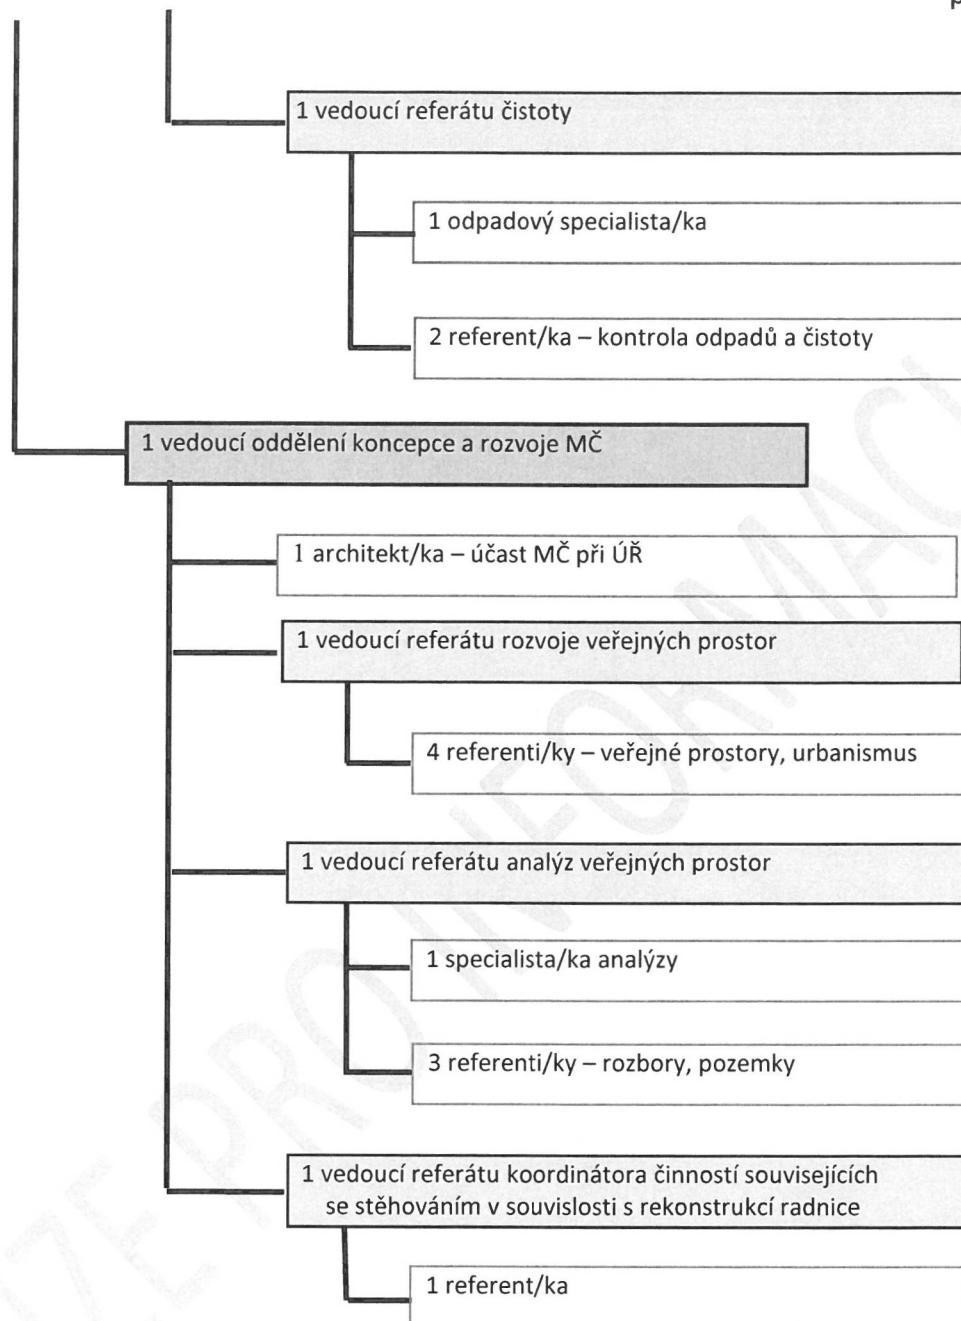 1 vedoucí referátu čistoty
1 odpadový specialista/ka
2 referent/ka – kontrola odpadů a čistoty
1 vedoucí oddělení koncepce a rozvoje MČ
1 architekt/ka – účast MČ při ÚŘ
1 vedoucí referátu rozvoje veřejných prostor
4 referenti/ky – veřejné prostory, urbanismus
1 vedoucí referátu analýz veřejných prostor
1 specialista/ka analýzy
3 referenti/ky – rozbory, pozemky
1 vedoucí referátu koordinátora činností souvisejících
se stěhováním v souvislosti s rekonstrukcí radnice
1 referent/ka
PRO INFORMACI